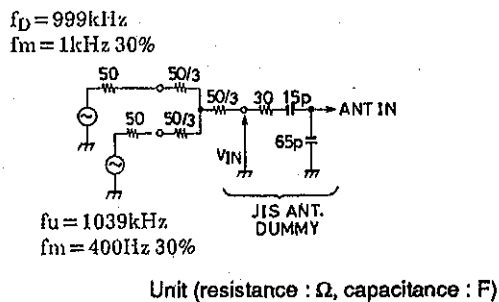 f_D = 999kHz
fm = 1kHz 30%
50 50/3
50/3 30 15p
ANT IN
50 50/3
65p
V_IN
fu = 1039kHz
fm = 400Hz 30%
JIS ANT.
DUMMY
Unit (resistance : Ω, capacitance : F)